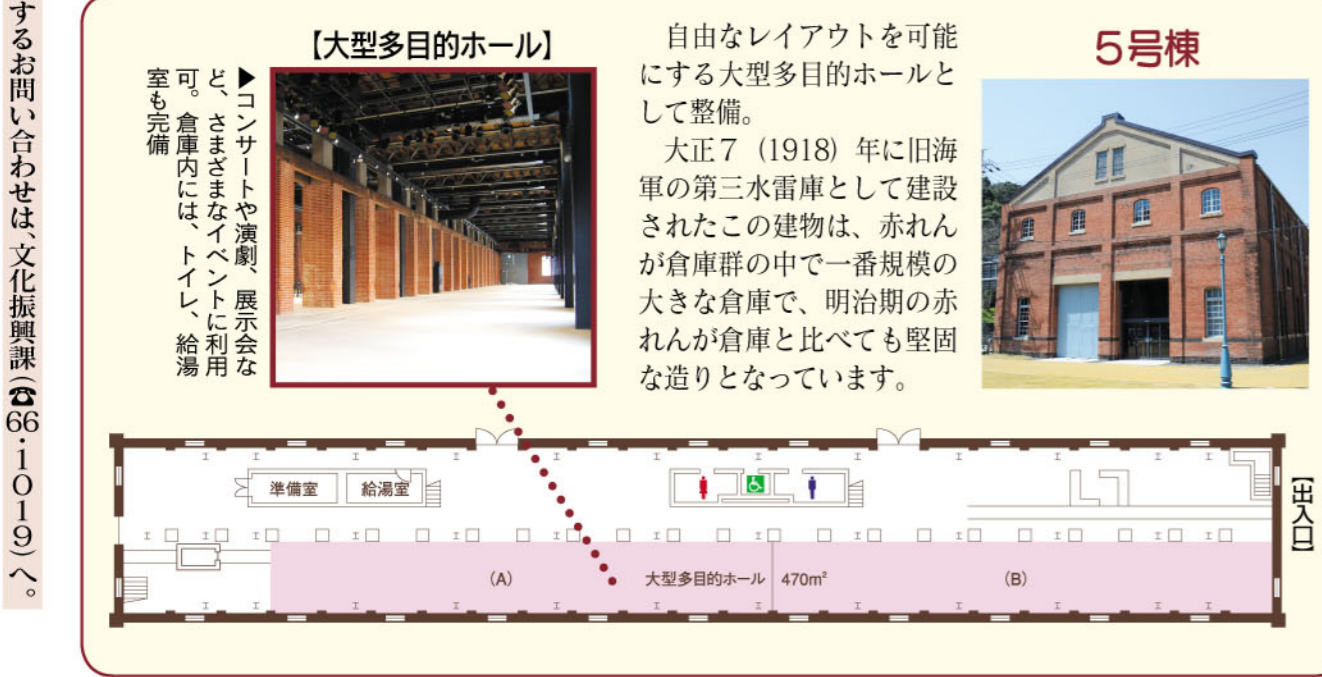 ５号棟
自由なレイアウトを可能
にする大型多目的ホールと
して整備。
大正７（1918）年に旧海
軍の第三水雷庫として建設
されたこの建物は、赤れん
が倉庫群の中で一番規模の
大きな倉庫で、明治期の赤
れんが倉庫と比べても堅固
な造りとなっています。
【大型多目的ホール】
▶コンサートや演劇、展示会な
ど、さまざまなイベントに利用
可。倉庫内には、トイレ、給湯
室も完備
準備室
給湯室
【出入口】
(A)
大型多目的ホール 470m²
(B)
するお問い合わせは、文化振興課（☎66・1019）へ。